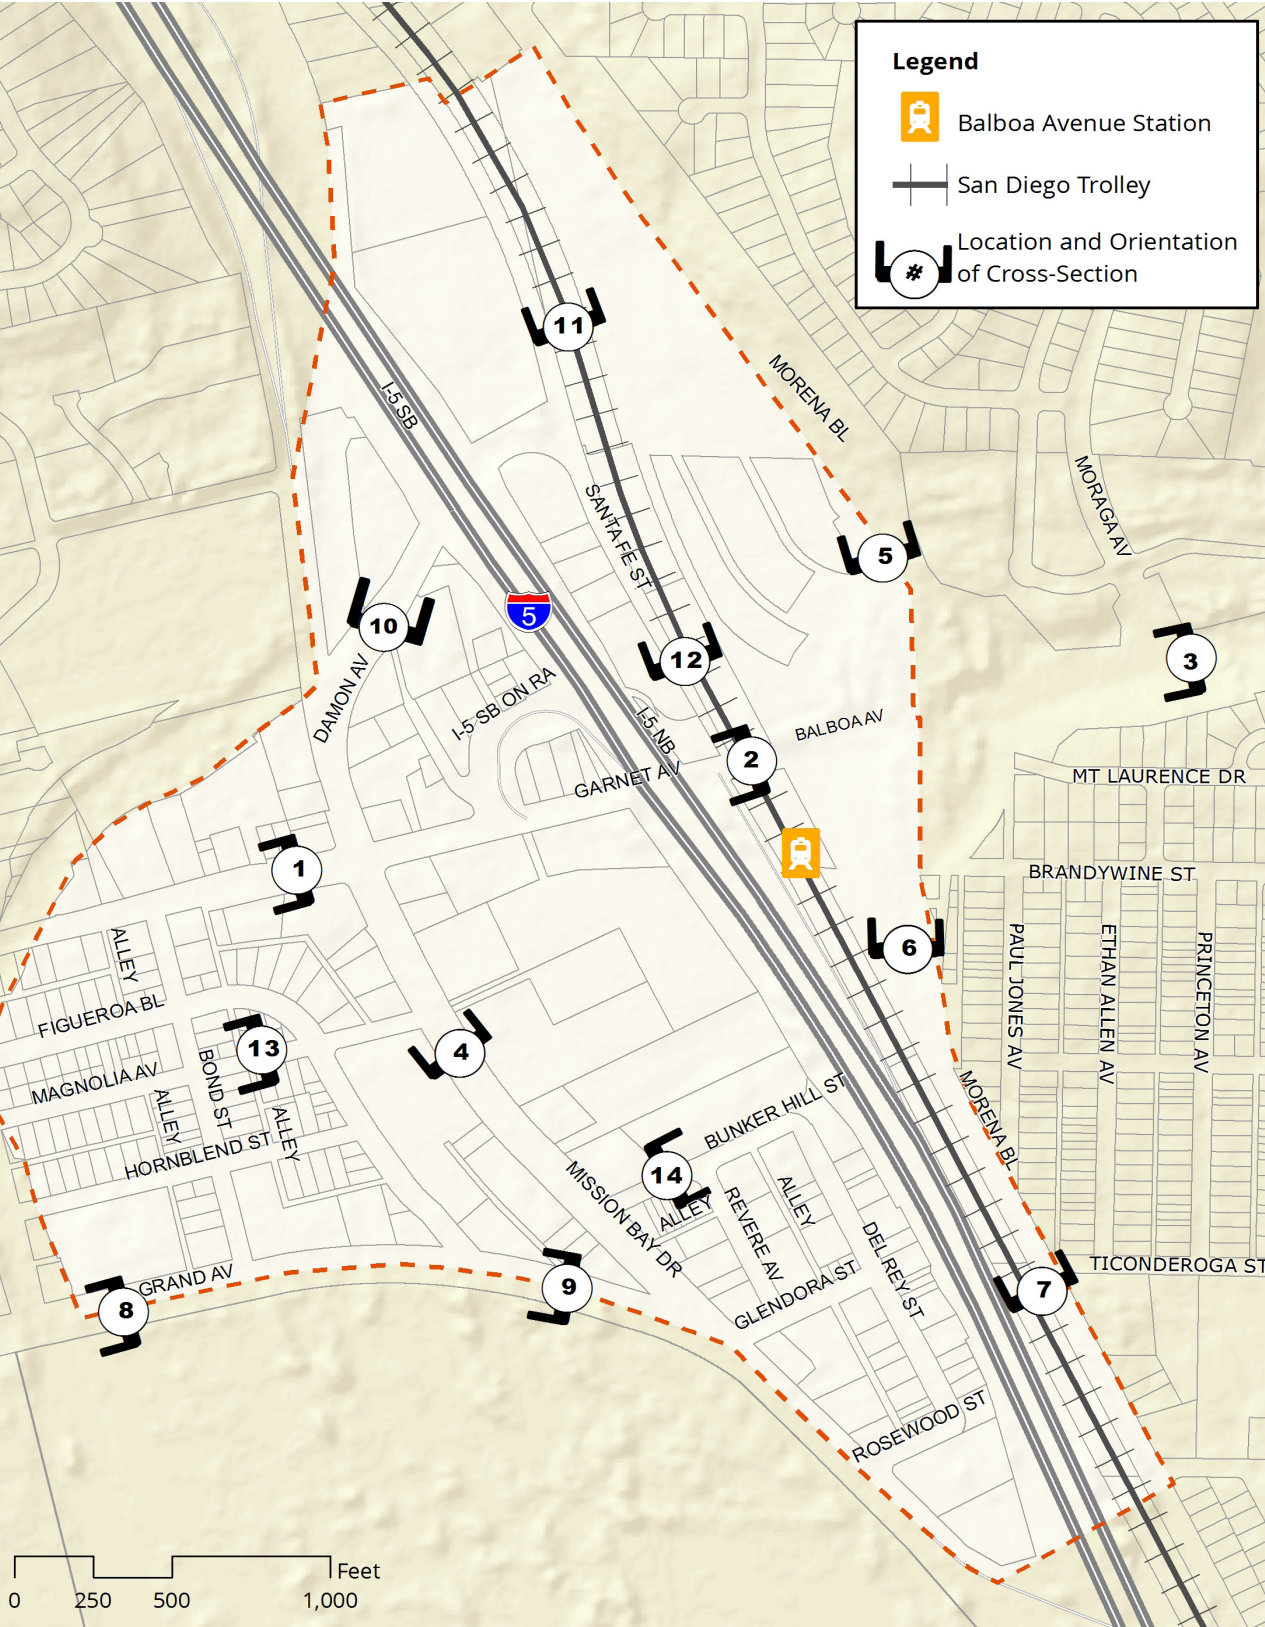 Legend
Balboa Avenue Station
San Diego Trolley
#
Location and Orientation
of Cross-Section
11
MORENA BL
I-5 SB
MORAGA AV
SANTA FE ST
5
5
10
12
3
DAMON AV
I-5 SB ON RA
I-5 NB
BALBOA AV
2
GARNET AV
MT LAURENCE DR
1
BRANDYWINE ST
ALLEY
6
PAUL JONES AV
ETHAN ALLEN AV
PRINCETON AV
FIGUEROA BL
13
4
MAGNOLIA AV
BOND ST
ALLEY
ALLEY
HORNBLEND ST
BUNKER HILL ST
MORENA BL
14
MISSION BAY DR
ALLEY
REVERE AV
ALLEY
DEL REY ST
GLENDORA ST
TICONDEROGA ST
GRAND AV
9
8
7
ROSEWOOD ST
Feet
0 250 500 1,000